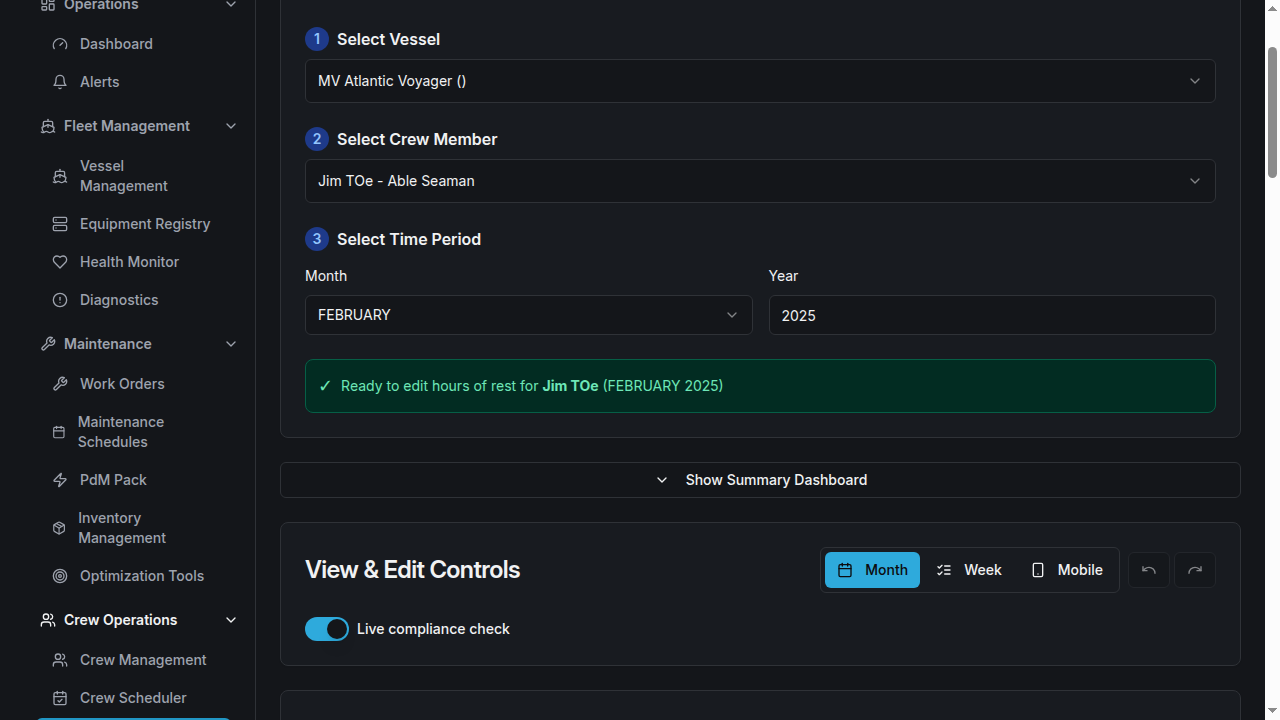 Operations
Dashboard
Alerts
Fleet Management
Vessel
Management
Equipment Registry
Health Monitor
Diagnostics
Maintenance
Work Orders
Maintenance
Schedules
PdM Pack
Inventory
Management
Optimization Tools
Crew Operations
Crew Management
Crew Scheduler
1 Select Vessel
MV Atlantic Voyager ()
2 Select Crew Member
Jim TOe - Able Seaman
3 Select Time Period
Month Year
FEBRUARY 2025
✓ Ready to edit hours of rest for Jim TOe (FEBRUARY 2025)
Show Summary Dashboard
View & Edit Controls Month Week Mobile
Live compliance check